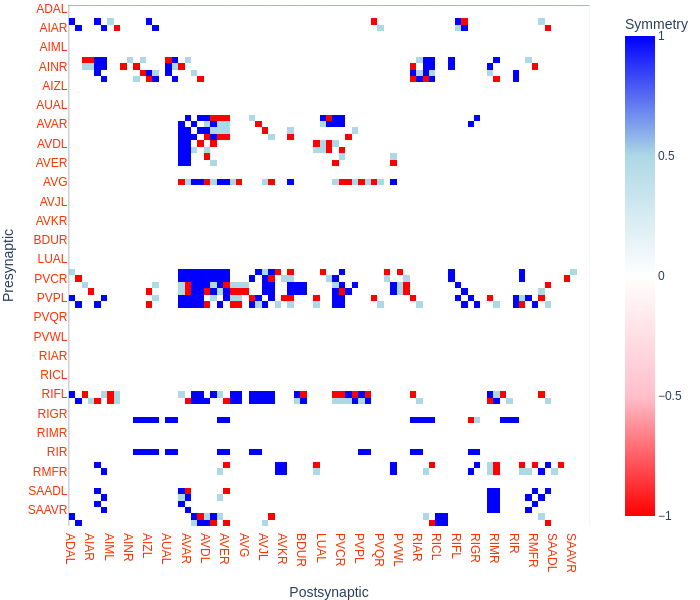 Symmetry
1
0.5
0
−0.5
−1
Presynaptic
ADAL
AIAR
AIML
AINR
AIZL
AUAL
AVAR
AVDL
AVER
AVG
AVJL
AVKR
BDUR
LUAL
PVCR
PVPL
PVQR
PVWL
RIAR
RICL
RIFL
RIGR
RIMR
RIR
RMFR
SAADL
SAAVR
ADAL
AIAR
AIML
AINR
AIZL
AUAL
AVAR
AVDL
AVER
AVG
AVJL
AVKR
BDUR
LUAL
PVCR
PVPL
PVQR
PVWL
RIAR
RICL
RIFL
RIGR
RIMR
RIR
RMFR
SAADL
SAAVR
Postsynaptic